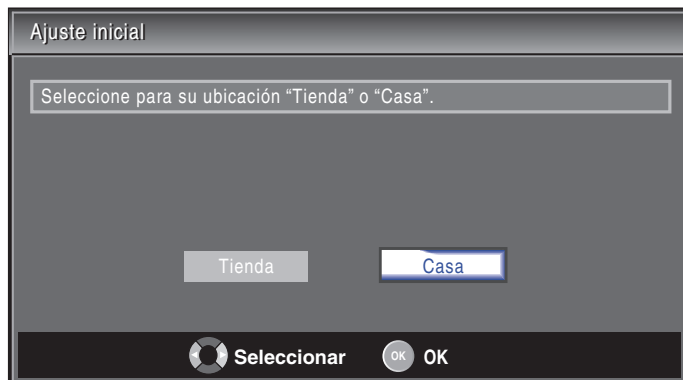 Ajuste inicial
Seleccione para su ubicación “Tienda” o “Casa”.
Tienda Casa
Seleccionar OK OK